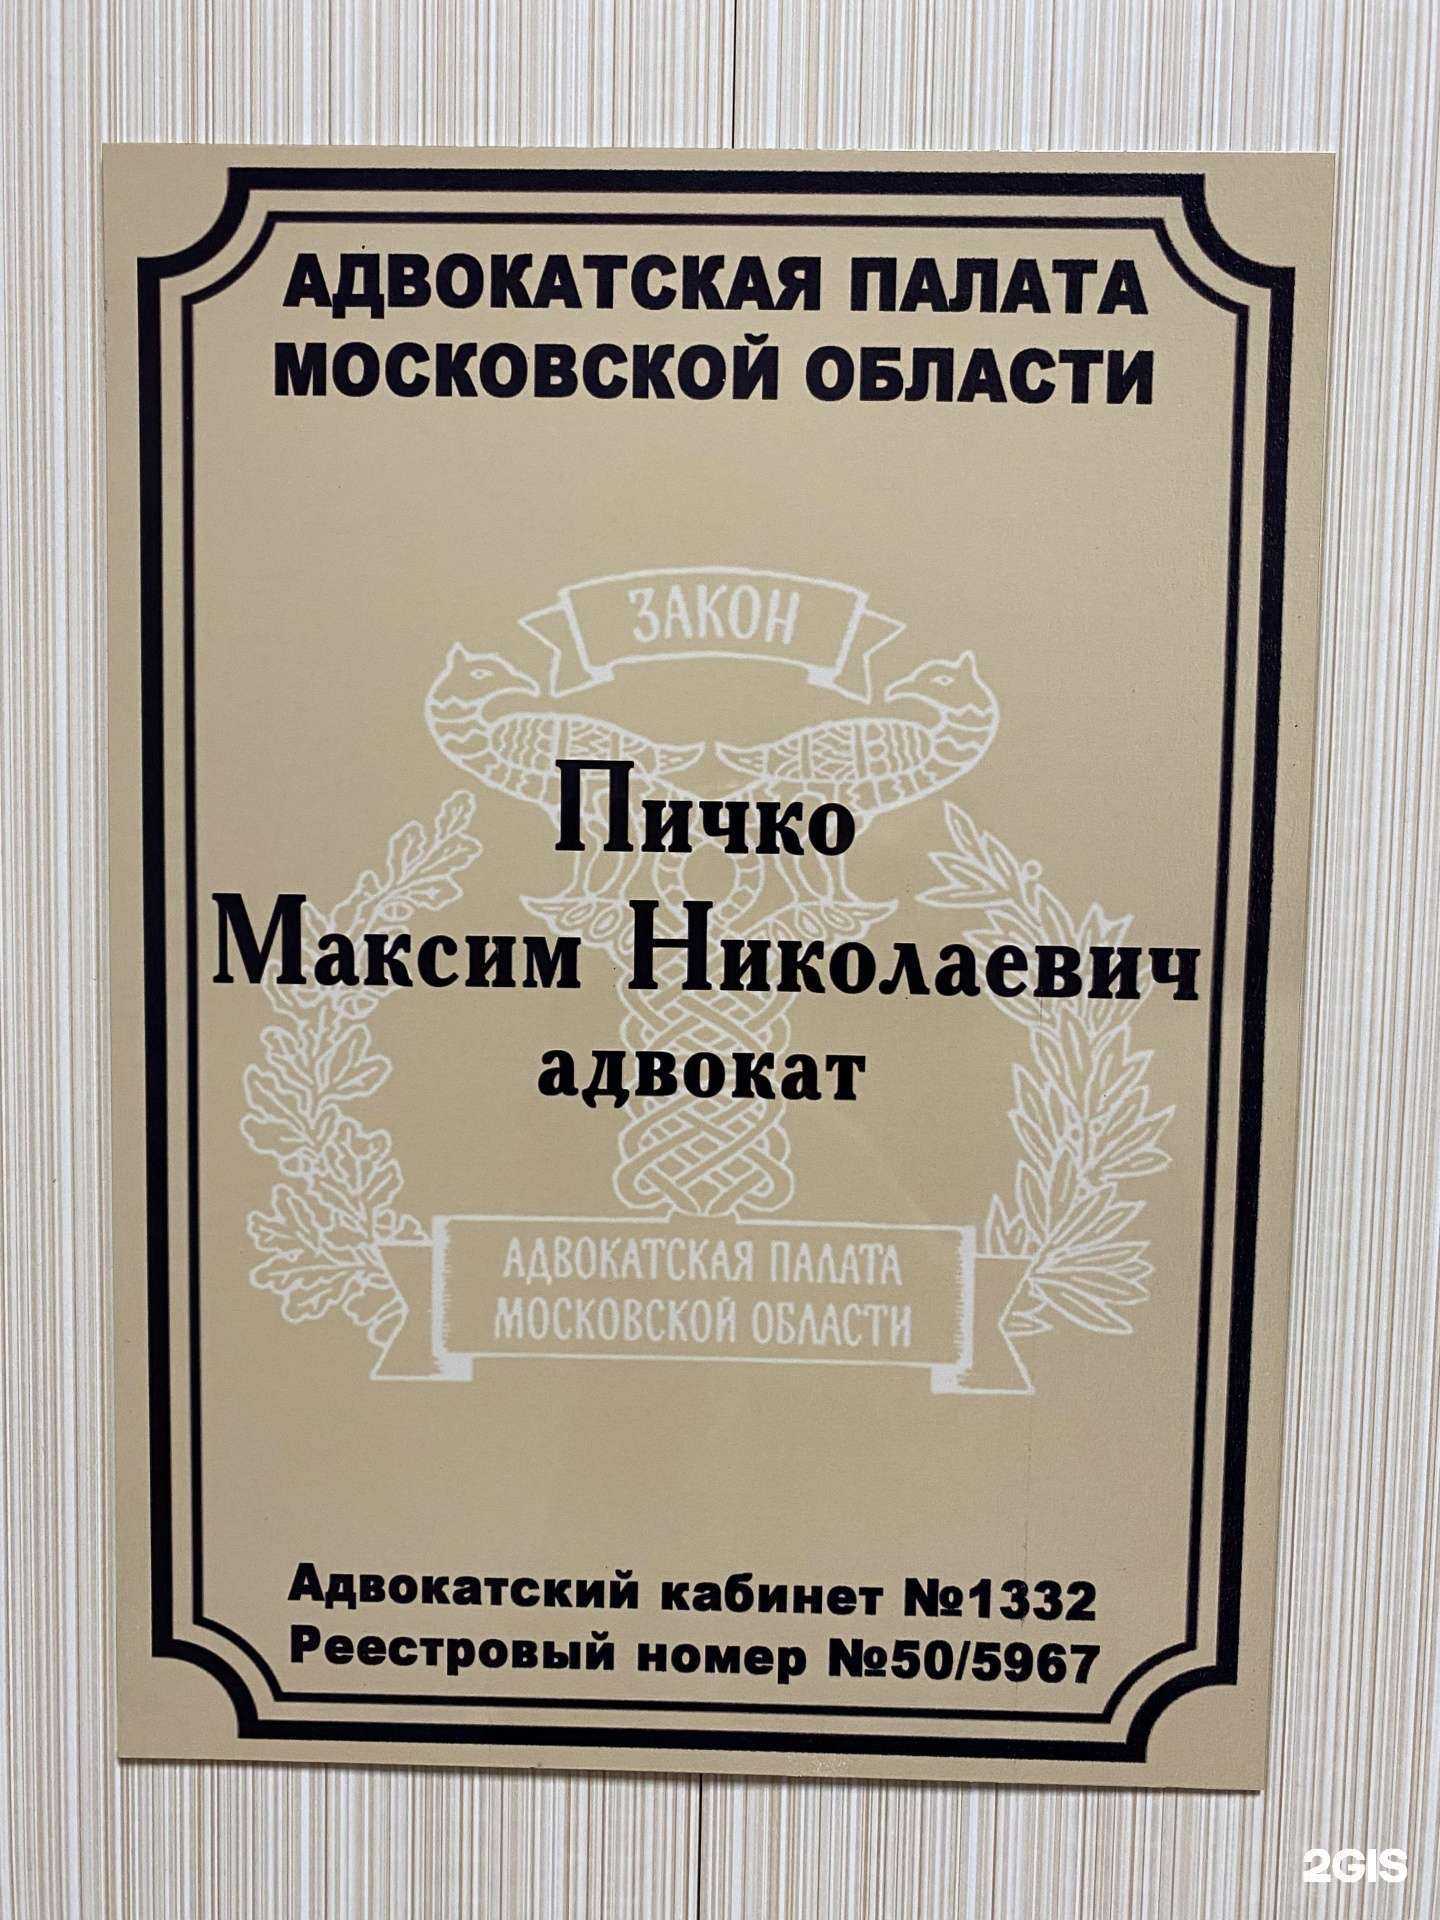 АДВОКАТСКАЯ ПАЛАТА
МОСКОВСКОЙ ОБЛАСТИ
ЗАКОН
Пичко
Максим Николаевич
адвокат
АДВОКАТСКАЯ ПАЛАТА
МОСКОВСКОЙ ОБЛАСТИ
Адвокатский кабинет №1332
Реестровый номер №50/5967
2GIS